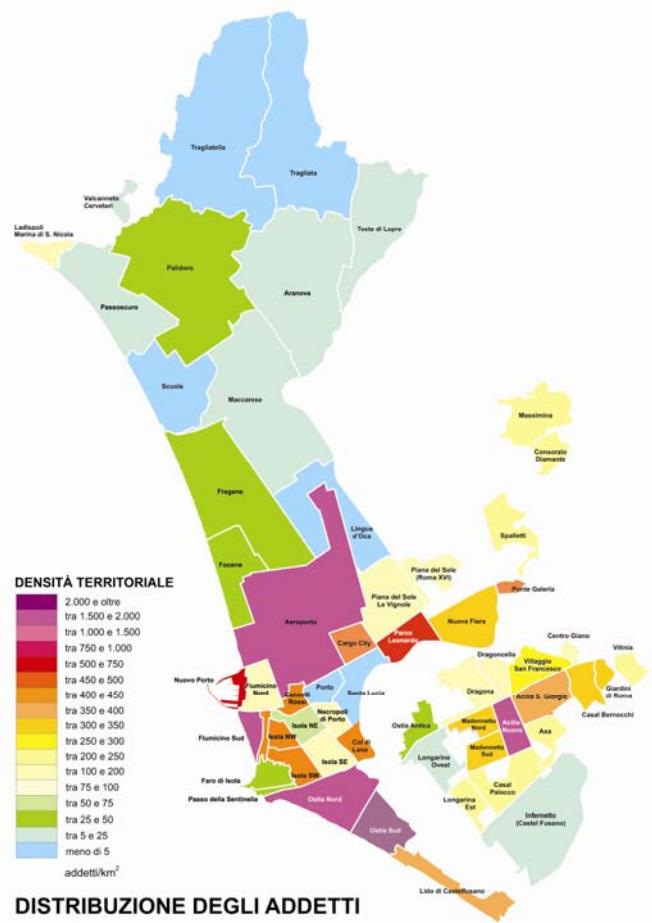 Tragliatella
Tragliata
Testa di Lepre
Valcanneto
Cerveteri
Ladispoli
Marina di S. Nicola
Palidoro
Aranova
Passoscuro
Scuole
Maccarese
Massimina
Consorzio
Diamante
Fregene
Lingua
d'Oca
Spalletti
Focene
Piana del Sole
(Roma XVI)
Piana del Sole
Le Vignole
Ponte Galeria
Aeroporto
Parco
Leonardo
Nuova Fiera
Cargo City
Centro Giano
Dragoncello
Villaggio
San Francesco
Vitinia
Nuovo Porto
Fiumicino
Nord
Cancelli
Rossi
Porto
Santa Lucia
Dragona
Acilia S. Giorgio
Giardini
di Roma
Casal Bernocchi
Necropoli
di Porto
Isola NE
Ostia Antica
Madonnetta
Nord
Acilia
Nuova
Axa
Fiumicino Sud
Isola NW
Col di
Lana
Madonnetta
Sud
Isola SE
Longarina
Ovest
Faro di Isola
Isola SW
Casal
Palocco
Passo della Sentinella
Ostia Nord
Longarina
Est
Infernetto
(Castel Fusano)
Ostia Sud
Lido di Castelfusano
DENSITÀ TERRITORIALE
2.000 e oltre
tra 1.500 e 2.000
tra 1.000 e 1.500
tra 750 e 1.000
tra 500 e 750
tra 450 e 500
tra 400 e 450
tra 350 e 400
tra 300 e 350
tra 250 e 300
tra 200 e 250
tra 100 e 200
tra 75 e 100
tra 50 e 75
tra 25 e 50
tra 5 e 25
meno di 5
addetti/km²
DISTRIBUZIONE DEGLI ADDETTI